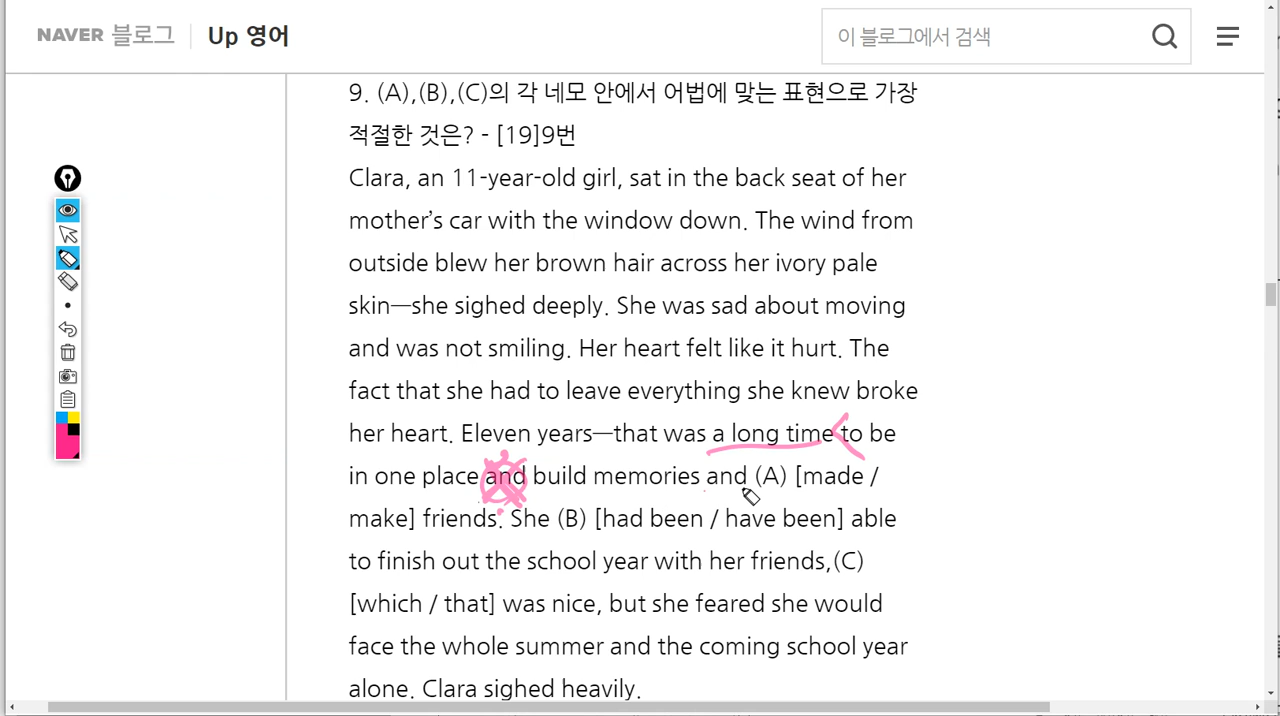 NAVER 블로그 Up 영어 이 블로그에서 검색
9. (A),(B),(C)의 각 네모 안에서 어법에 맞는 표현으로 가장
적절한 것은? - [19]9번
Clara, an 11-year-old girl, sat in the back seat of her
mother’s car with the window down. The wind from
outside blew her brown hair across her ivory pale
skin—she sighed deeply. She was sad about moving
and was not smiling. Her heart felt like it hurt. The
fact that she had to leave everything she knew broke
her heart. Eleven years—that was a long time to be
in one place and build memories and (A) [made /
make] friends. She (B) [had been / have been] able
to finish out the school year with her friends,(C)
[which / that] was nice, but she feared she would
face the whole summer and the coming school year
alone. Clara sighed heavily.